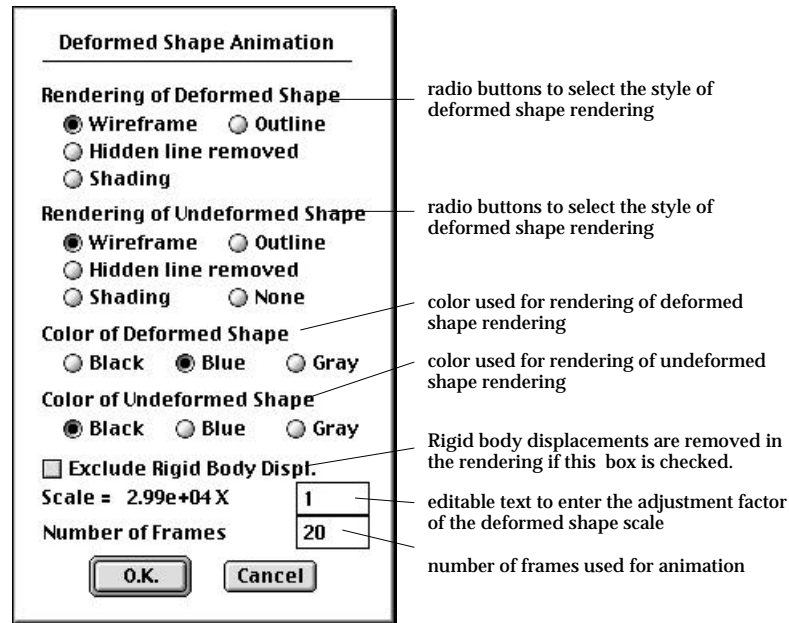 Deformed Shape Animation
Rendering of Deformed Shape
Wireframe Outline
Hidden line removed
Shading
Rendering of Undeformed Shape
Wireframe Outline
Hidden line removed
Shading None
Color of Deformed Shape
Black Blue Gray
Color of Undeformed Shape
Black Blue Gray
Exclude Rigid Body Displ.
Scale = 2.99e+04 X 1
Number of Frames 20
O.K. Cancel
radio buttons to select the style of
deformed shape rendering
radio buttons to select the style of
deformed shape rendering
color used for rendering of deformed
shape rendering
color used for rendering of undeformed
shape rendering
Rigid body displacements are removed in
the rendering if this box is checked.
editable text to enter the adjustment factor
of the deformed shape scale
number of frames used for animation